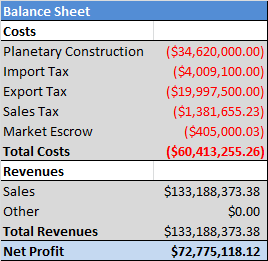 Balance Sheet
Costs
Planetary Construction ($34,620,000.00)
Import Tax ($4,009,100.00)
Export Tax ($19,997,500.00)
Sales Tax ($1,381,655.23)
Market Escrow ($405,000.03)
Total Costs ($60,413,255.26)
Revenues
Sales $133,188,373.38
Other $0.00
Total Revenues $133,188,373.38
Net Profit $72,775,118.12